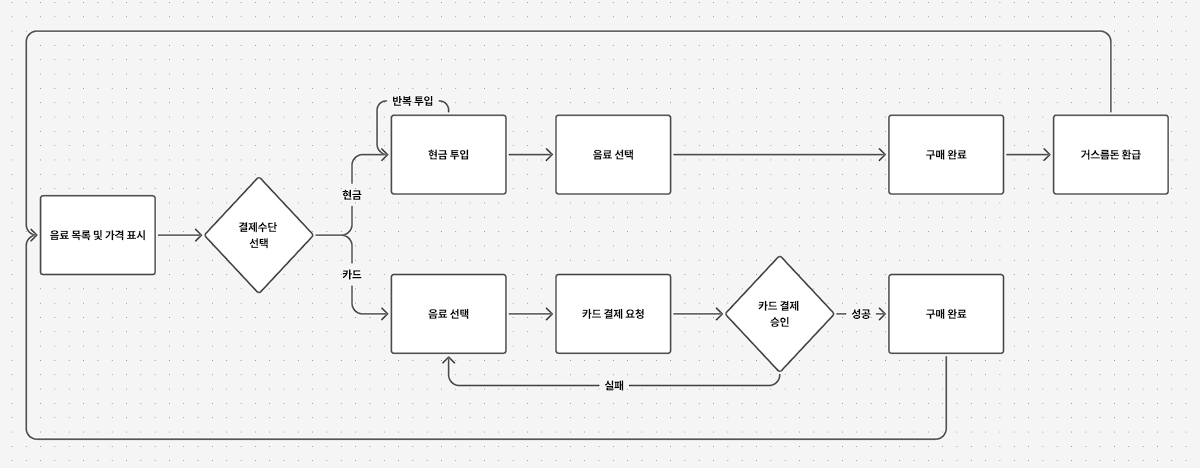 반복 투입
현금 투입
음료 선택
구매 완료
거스름돈 환급
현금
음료 목록 및 가격 표시
결제수단
선택
카드
음료 선택
카드 결제 요청
카드 결제
승인
성공
구매 완료
실패